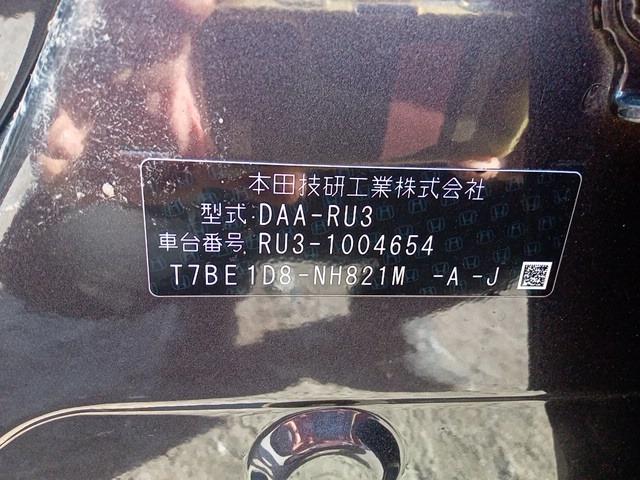 本田技研工業株式会社
型式:DAA-RU3
車台番号 RU3-1004654
T7BE1D8-NH821M -A-J